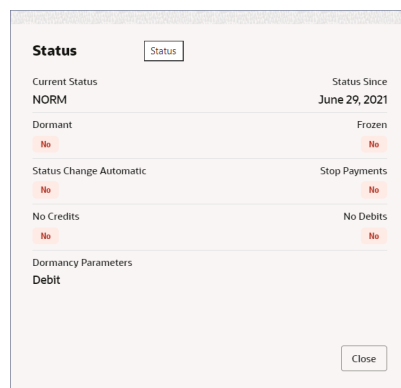 Status Status
Current Status Status Since
NORM June 29, 2021
Dormant Frozen
No No
Status Change Automatic Stop Payments
No No
No Credits No Debits
No No
Dormancy Parameters
Debit
Close